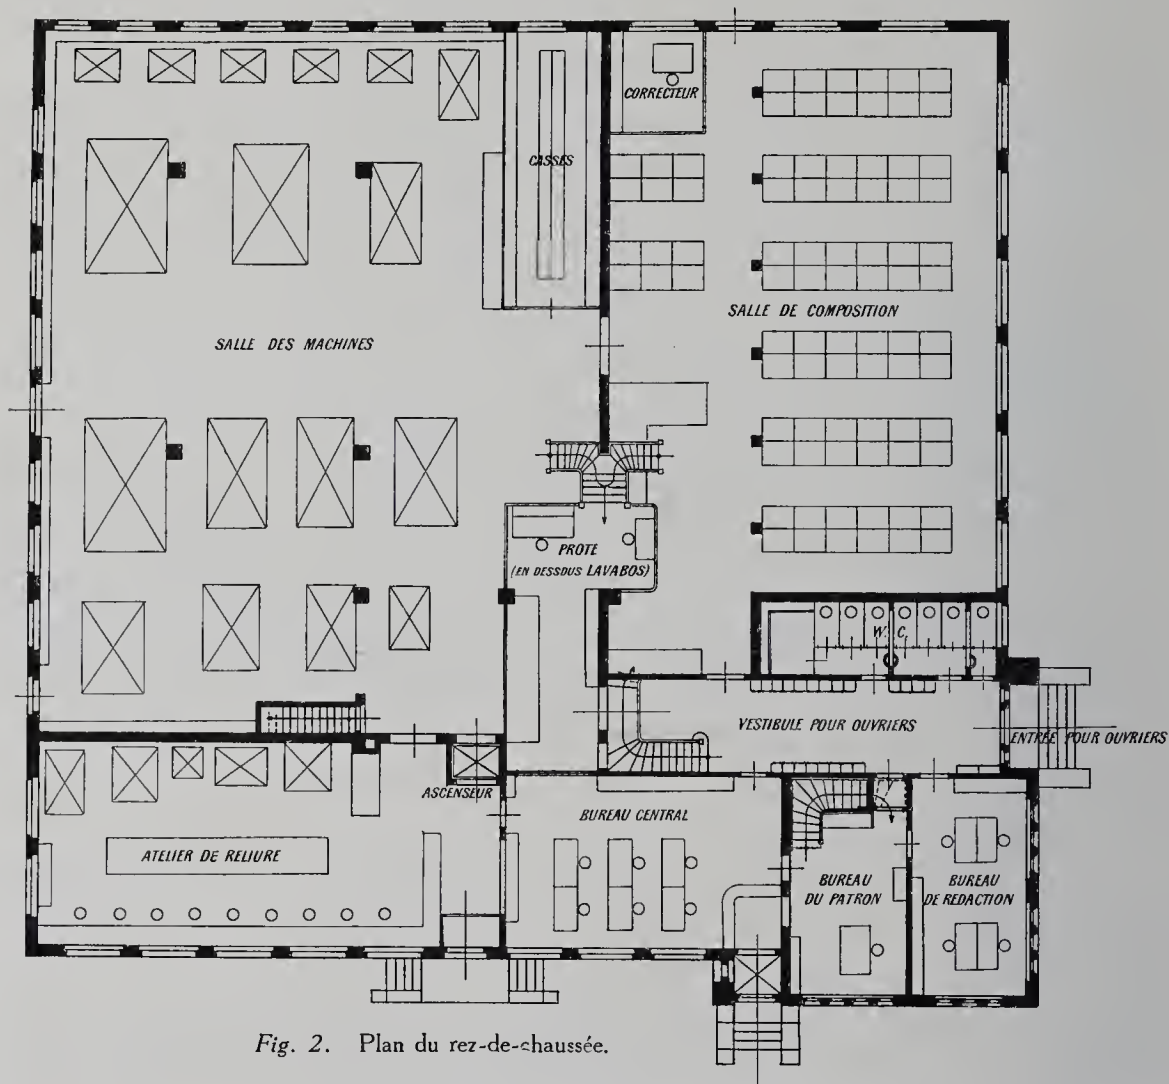 CORRECTEUR
CASSES
SALLE DE COMPOSITION
SALLE DES MACHINES
PROTE
(EN DESSOUS LAVABOS)
W. C.
VESTIBULE POUR OUVRIERS
ENTRÉE POUR OUVRIERS
ASCENSEUR
BUREAU CENTRAL
ATELIER DE RELIURE
BUREAU
DU PATRON
BUREAU
DE REDACTION
Fig. 2. Plan du rez-de-chaussée.